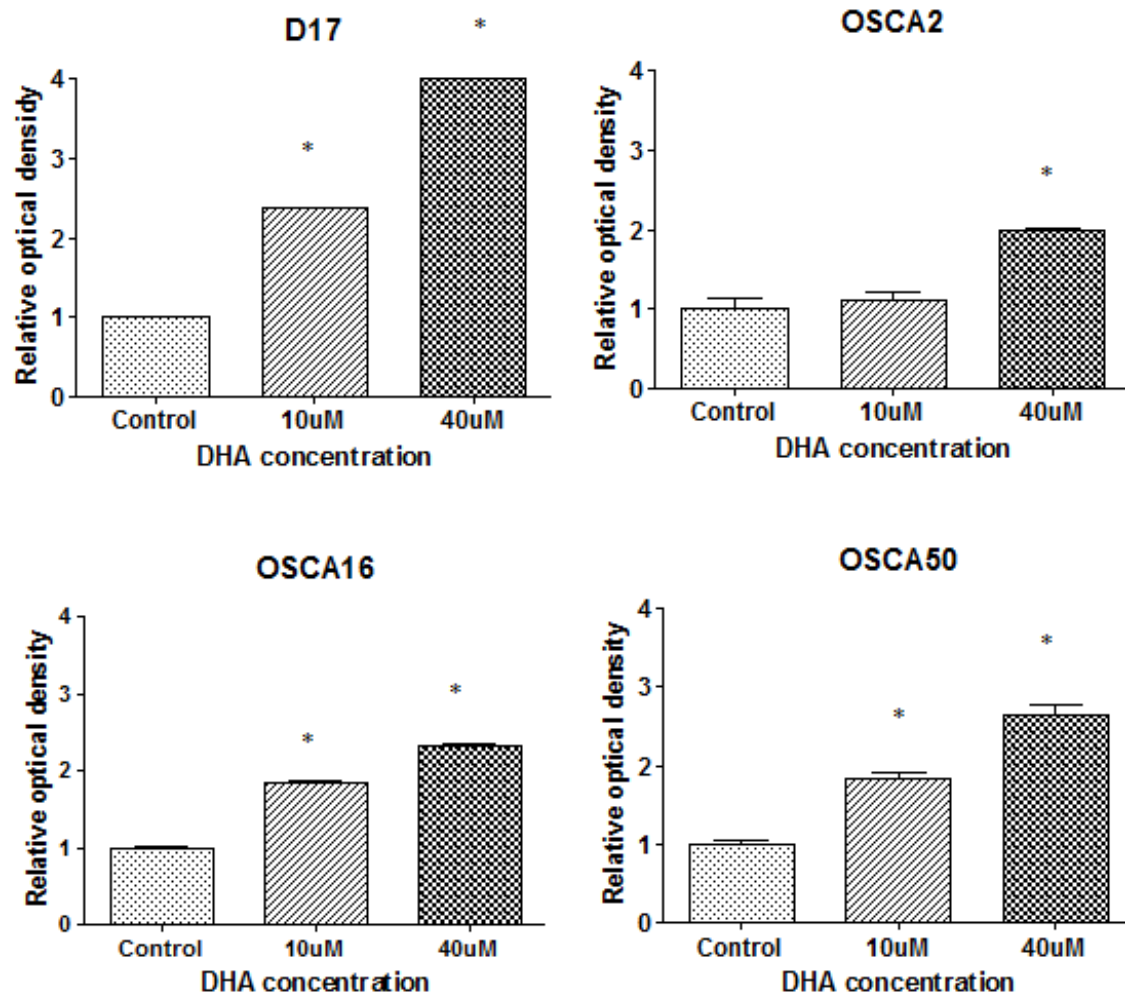 D17
*
Relative optical densidy
4
3
2
1
0
*
Control 10uM 40uM
DHA concentration
OSCA2
Relative optical density
4
3
2
1
0
*
Control 10uM 40uM
DHA concentration
OSCA16
Relative optical density
4
3
2
1
0
*
*
Control 10uM 40uM
DHA concentration
OSCA50
Relative optical density
4
3
2
1
0
*
*
Control 10uM 40uM
DHA concentration